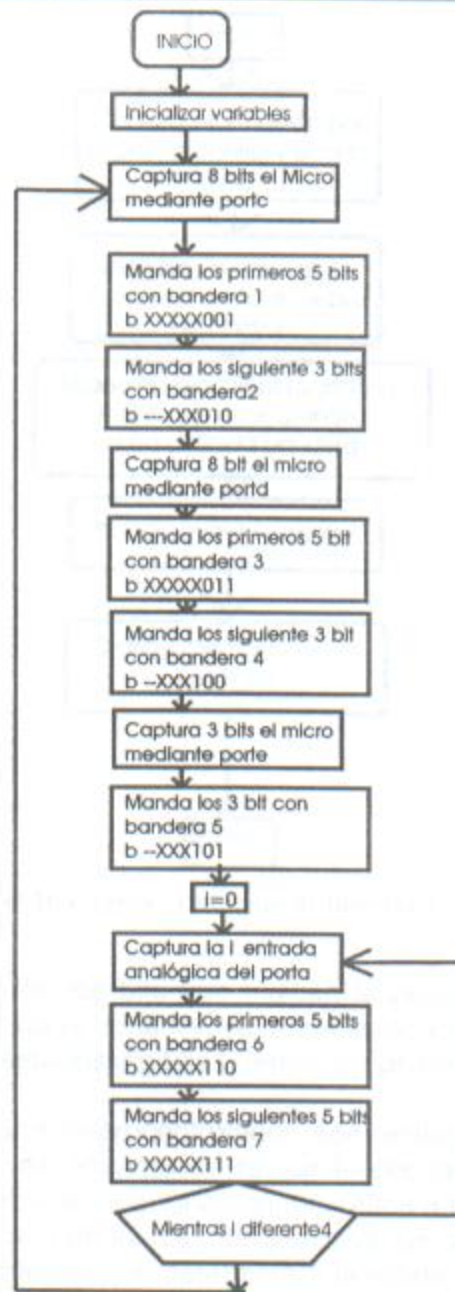 INICIO
Inicializar variables
Captura 8 bits el Micro
mediante portc
Manda los primeros 5 bits
con bandera 1
b XXXXX001
Manda los siguiente 3 bits
con bandera2
b ---XXX010
Captura 8 bit el micro
mediante portd
Manda los primeros 5 bit
con bandera 3
b XXXXX011
Manda los siguiente 3 bit
con bandera 4
b --XXX100
Captura 3 bits el micro
mediante porte
Manda los 3 bit con
bandera 5
b --XXX101
i=0
Captura la i entrada
analógica del porta
Manda los primeros 5 bits
con bandera 6
b XXXXX110
Manda los siguientes 5 bits
con bandera 7
b XXXXX111
Mientras i diferente4